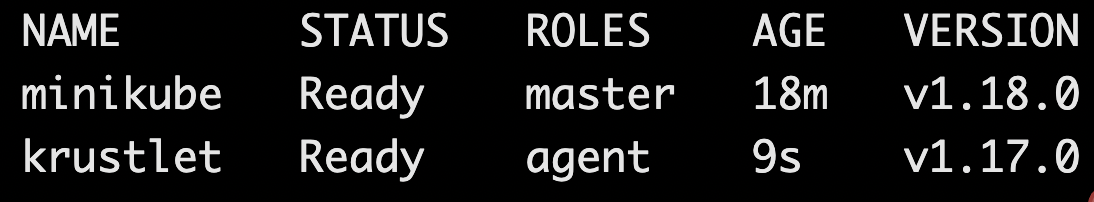 NAME STATUS ROLES AGE VERSION
minikube Ready master 18m v1.18.0
krustlet Ready agent 9s v1.17.0